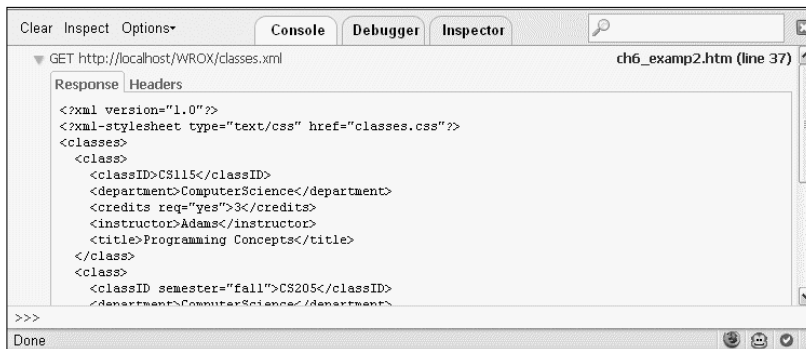 Clear Inspect Options Console Debugger Inspector
GET http://localhost/WROX/classes.xml ch6_examp2.htm (line 37)
Response Headers
<?xml version="1.0"?>
<?xml-stylesheet type="text/css" href="classes.css"?>
<classes>
<class>
<classID>CS115</classID>
<department>ComputerScience</department>
<credits req="yes">3</credits>
<instructor>Adams</instructor>
<title>Programming Concepts</title>
</class>
<class>
<classID semester="fall">CS205</classID>
<department>ComputerScience</department>
>>>
Done